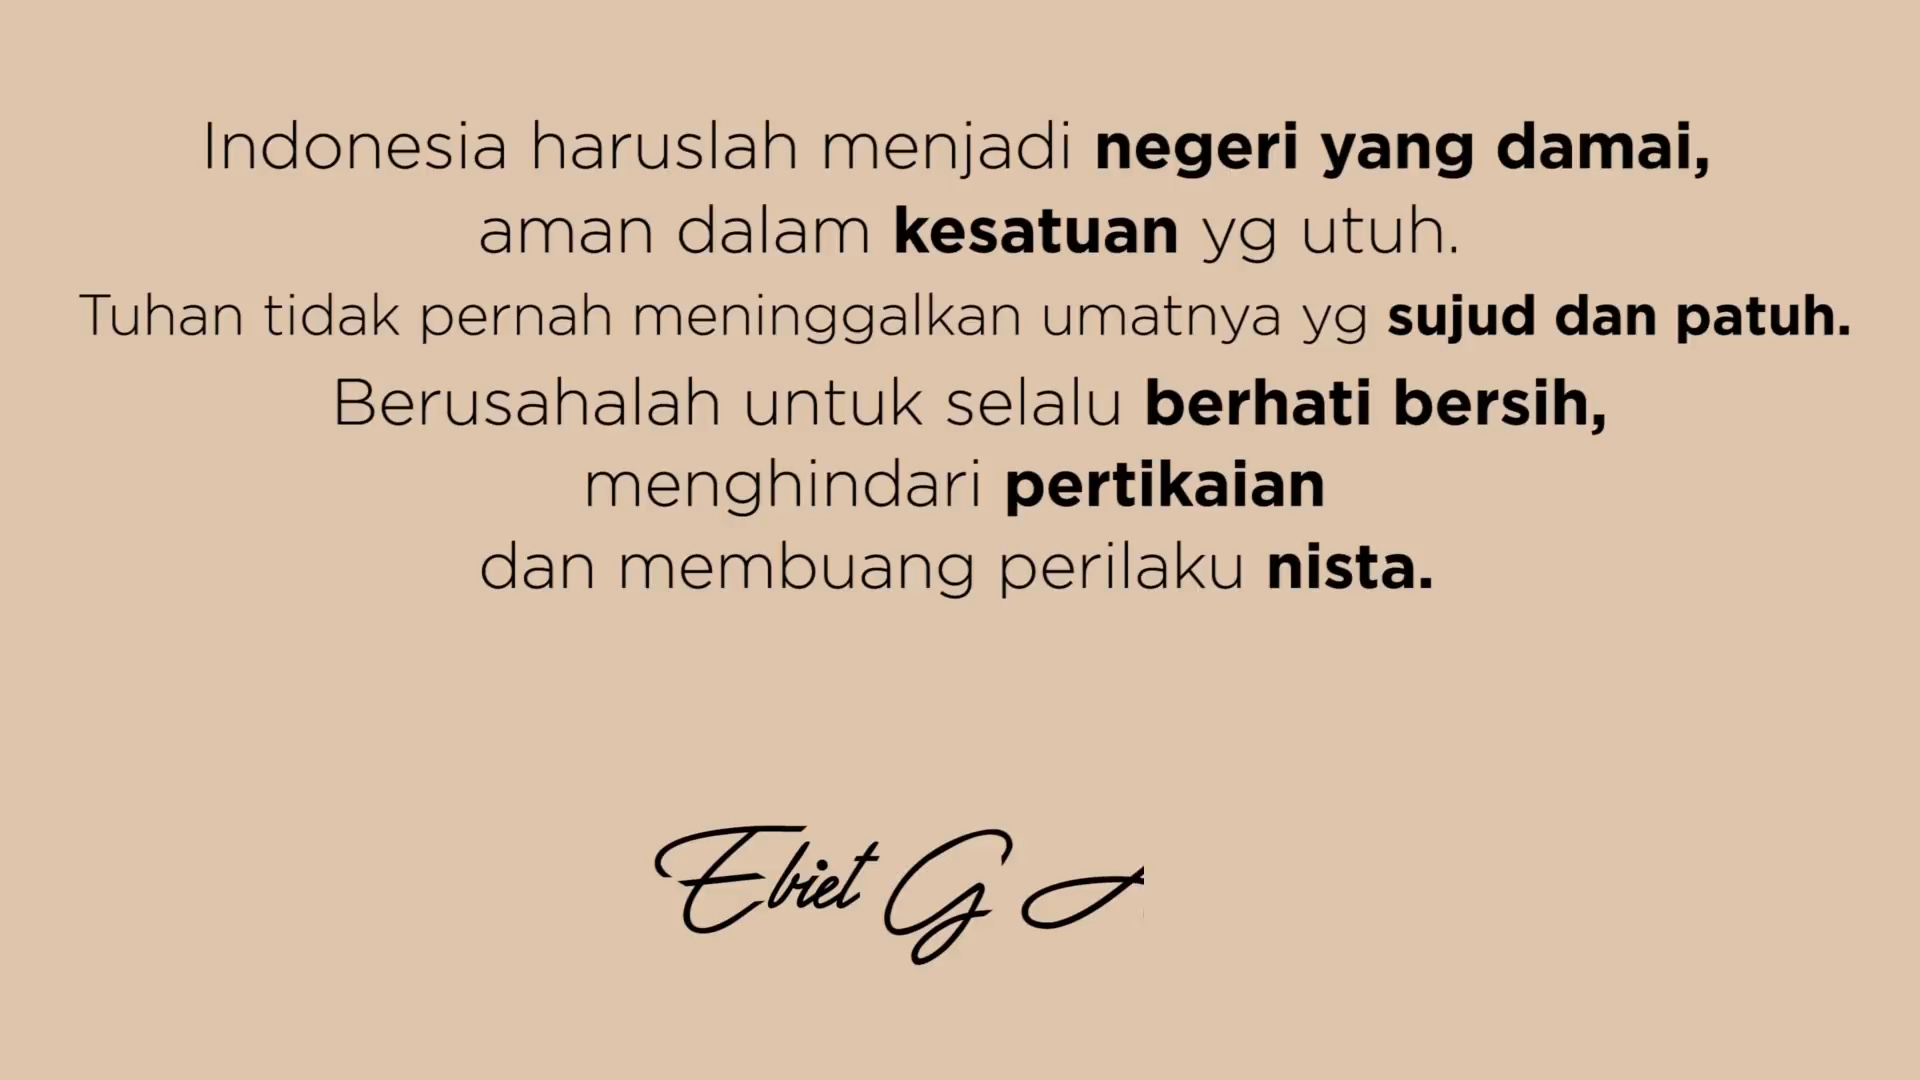 Indonesia haruslah menjadi negeri yang damai,
aman dalam kesatuan yg utuh.
Tuhan tidak pernah meninggalkan umatnya yg sujud dan patuh.
Berusahalah untuk selalu berhati bersih,
menghindari pertikaian
dan membuang perilaku nista.
Ebiet G